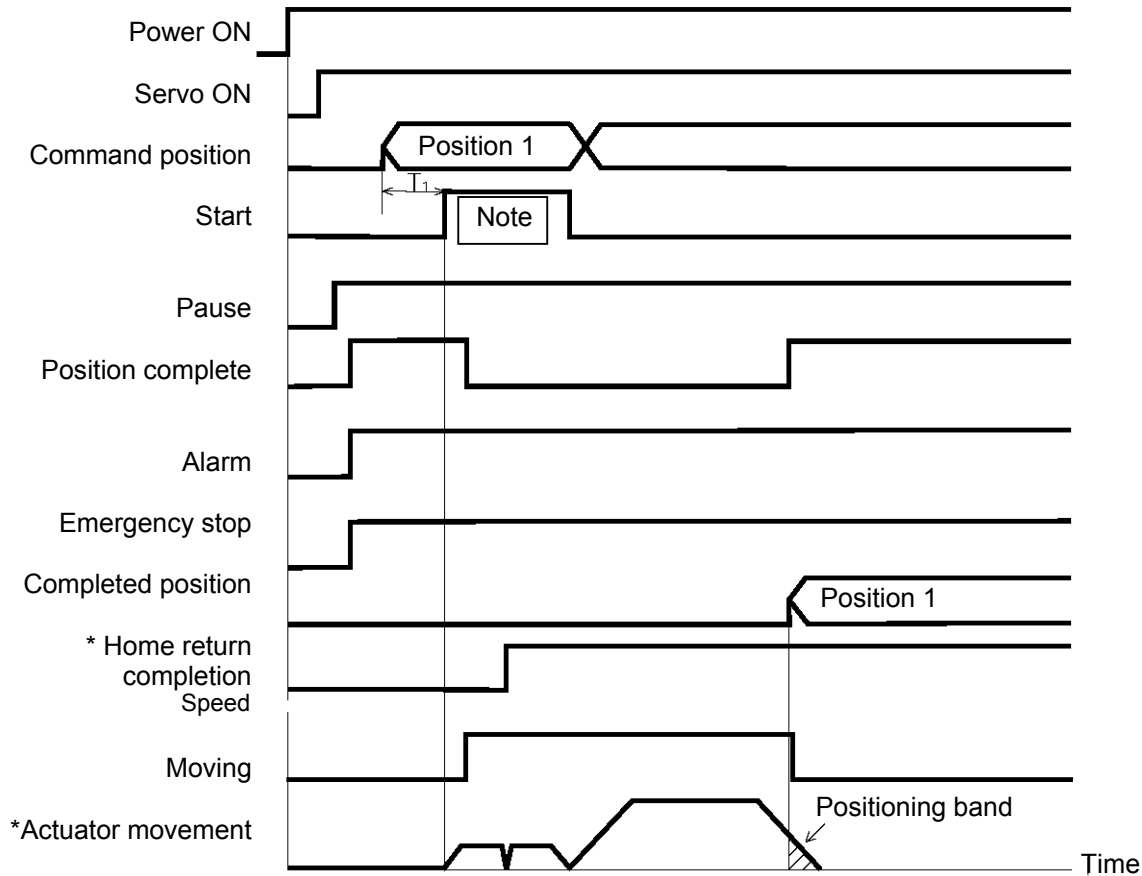 Power ON
Servo ON
Command position
Position 1
T₁
Start
Note
Pause
Position complete
Alarm
Emergency stop
Completed position
Position 1
* Home return
completion
Speed
Moving
Positioning band
*Actuator movement
Time